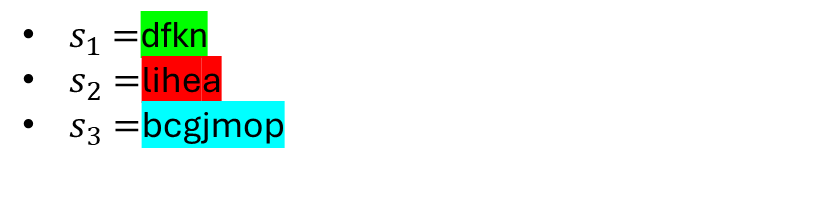 • s₁ =dfkn
• s₂ =lihea
• s₃ =bcgjmop